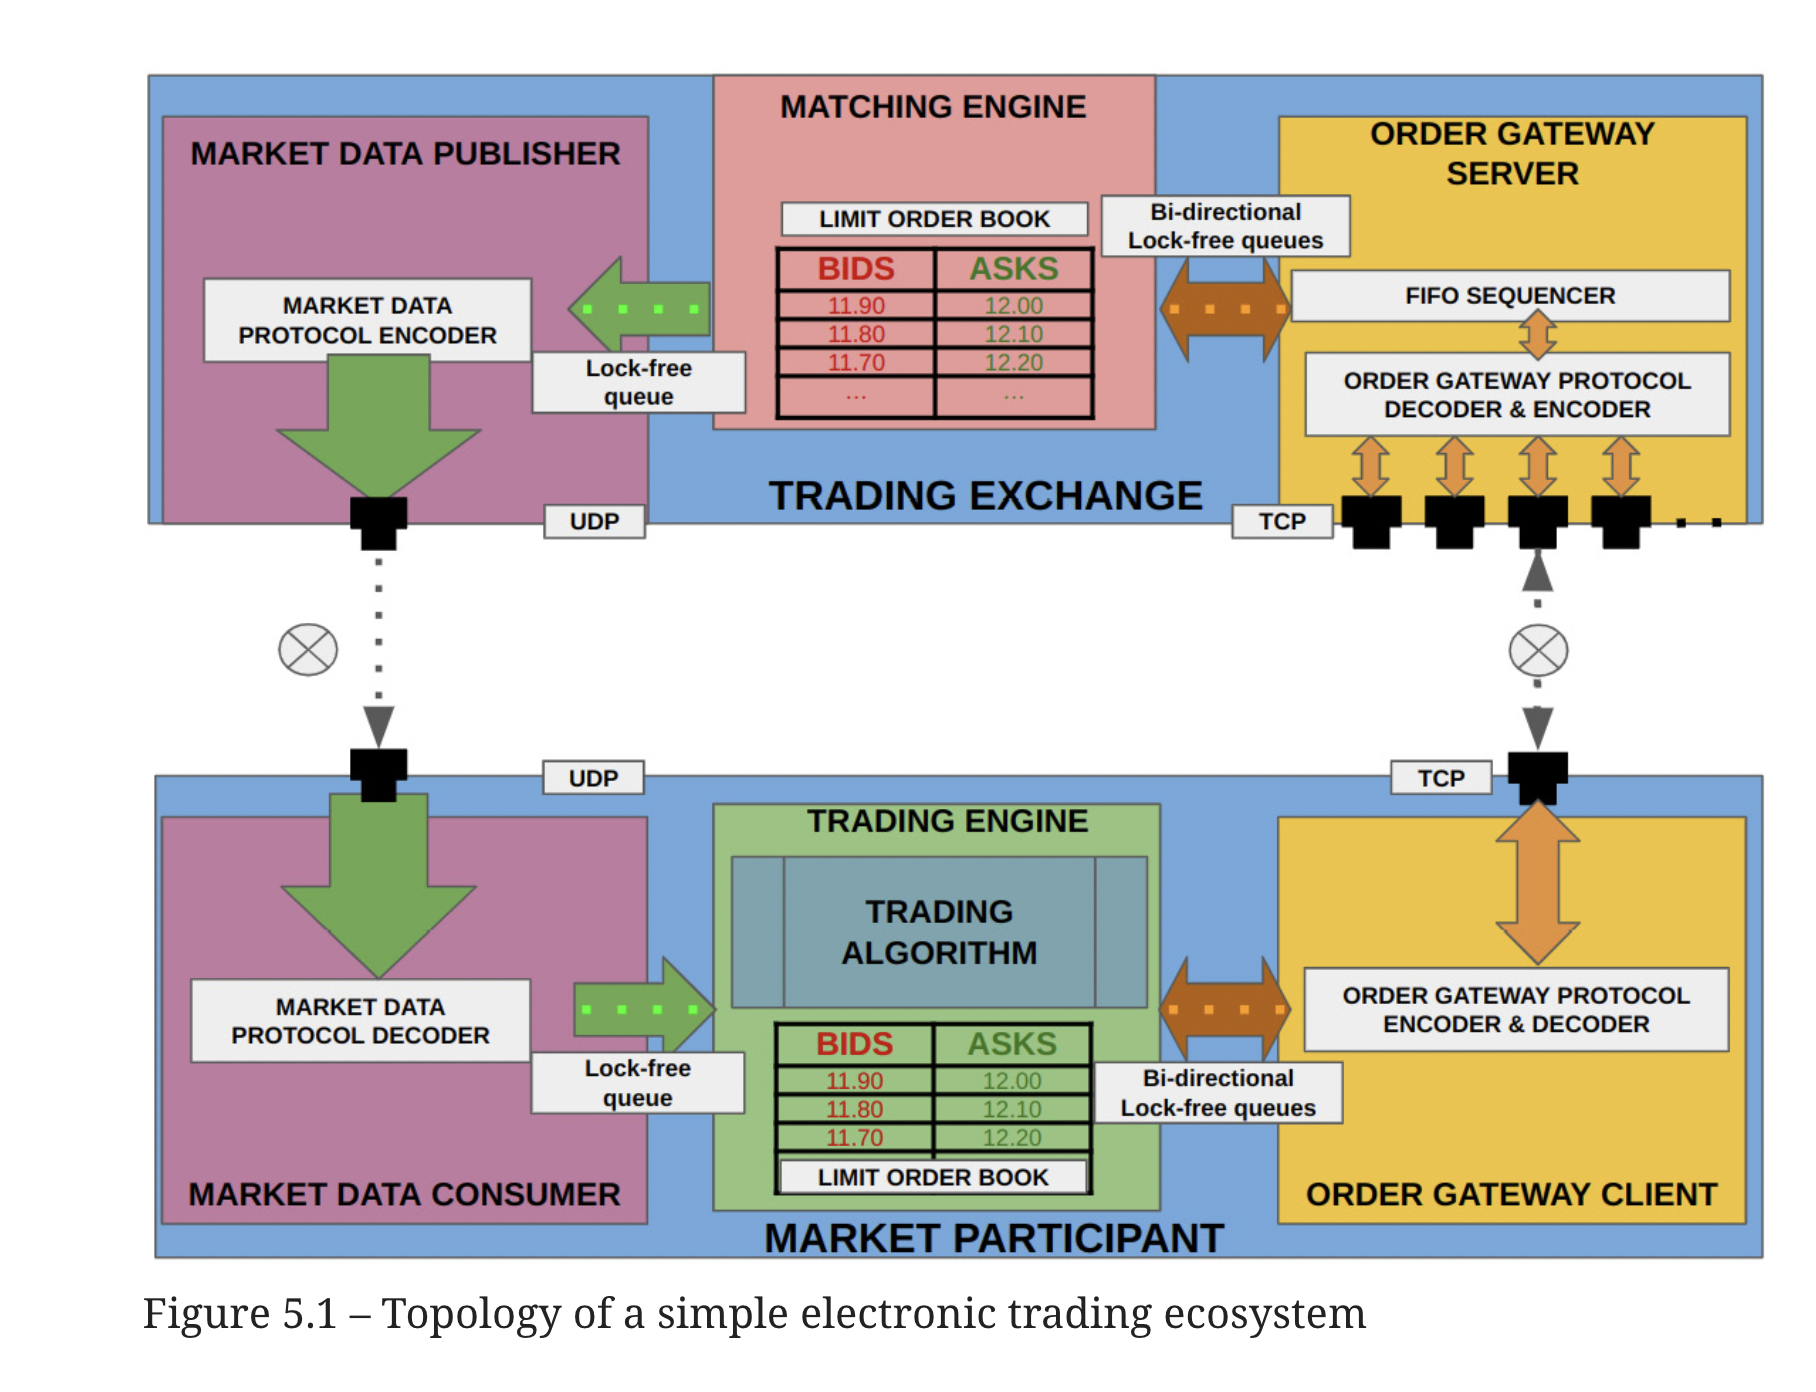 MATCHING ENGINE
MARKET DATA PUBLISHER
ORDER GATEWAY
SERVER
LIMIT ORDER BOOK
Bi-directional
Lock-free queues
BIDS ASKS
11.90 12.00
11.80 12.10
11.70 12.20
... ...
MARKET DATA
PROTOCOL ENCODER
Lock-free
queue
FIFO SEQUENCER
ORDER GATEWAY PROTOCOL
DECODER & ENCODER
TRADING EXCHANGE
UDP
TCP
UDP
TCP
TRADING ENGINE
TRADING
ALGORITHM
MARKET DATA
PROTOCOL DECODER
Lock-free
queue
BIDS ASKS
11.90 12.00
11.80 12.10
11.70 12.20
LIMIT ORDER BOOK
Bi-directional
Lock-free queues
ORDER GATEWAY PROTOCOL
ENCODER & DECODER
MARKET DATA CONSUMER
ORDER GATEWAY CLIENT
MARKET PARTICIPANT
Figure 5.1 – Topology of a simple electronic trading ecosystem